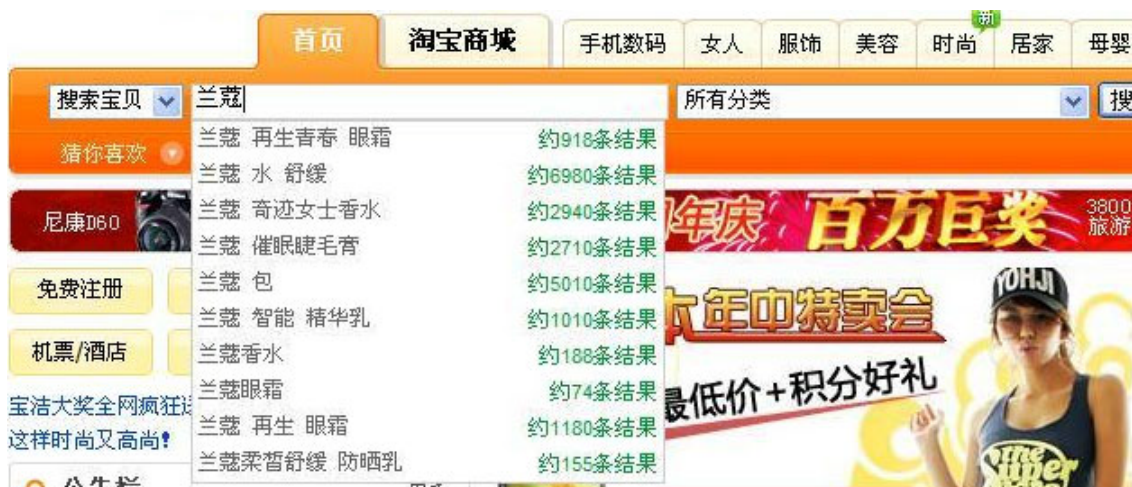 新
首页 淘宝商城 手机数码 女人 服饰 美容 时尚 居家 母婴
搜索宝贝 兰蔻 所有分类 搜
猜你喜欢
兰蔻 再生青春 眼霜 约918条结果
兰蔻 水 舒缓 约6980条结果
兰蔻 奇迹女士香水 约2940条结果
兰蔻 催眠睫毛膏 约2710条结果
兰蔻 包 约5010条结果
兰蔻 智能 精华乳 约1010条结果
兰蔻香水 约188条结果
兰蔻眼霜 约74条结果
兰蔻 再生 眼霜 约1180条结果
兰蔻柔皙舒缓 防晒乳 约155条结果
尼康D60 周年庆 百万巨奖 3800
旅游
免费注册
机票/酒店
本年中特卖会
最低价+积分好礼
YOHJI
the
super
宝洁大奖全网疯狂送
这样时尚又高尚!
公告栏